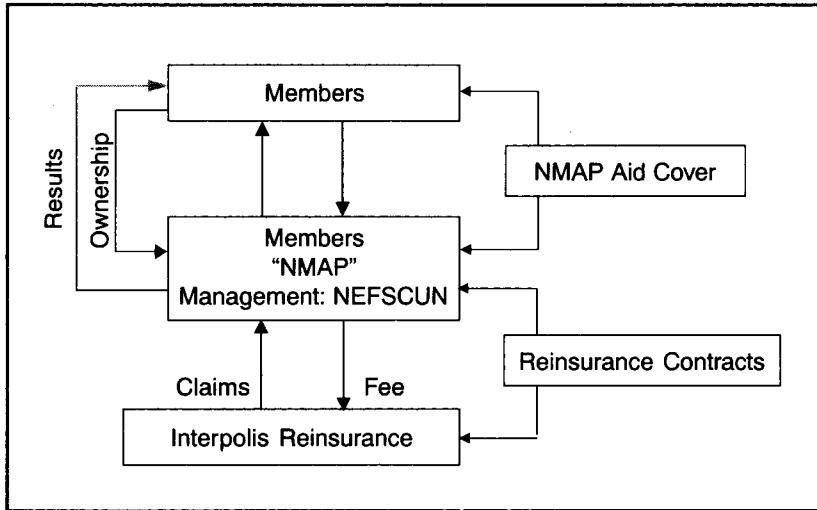 Members
Results
Ownership
NMAP Aid Cover
Members
“NMAP”
Management: NEFSCUN
Reinsurance Contracts
Claims
Fee
Interpolis Reinsurance